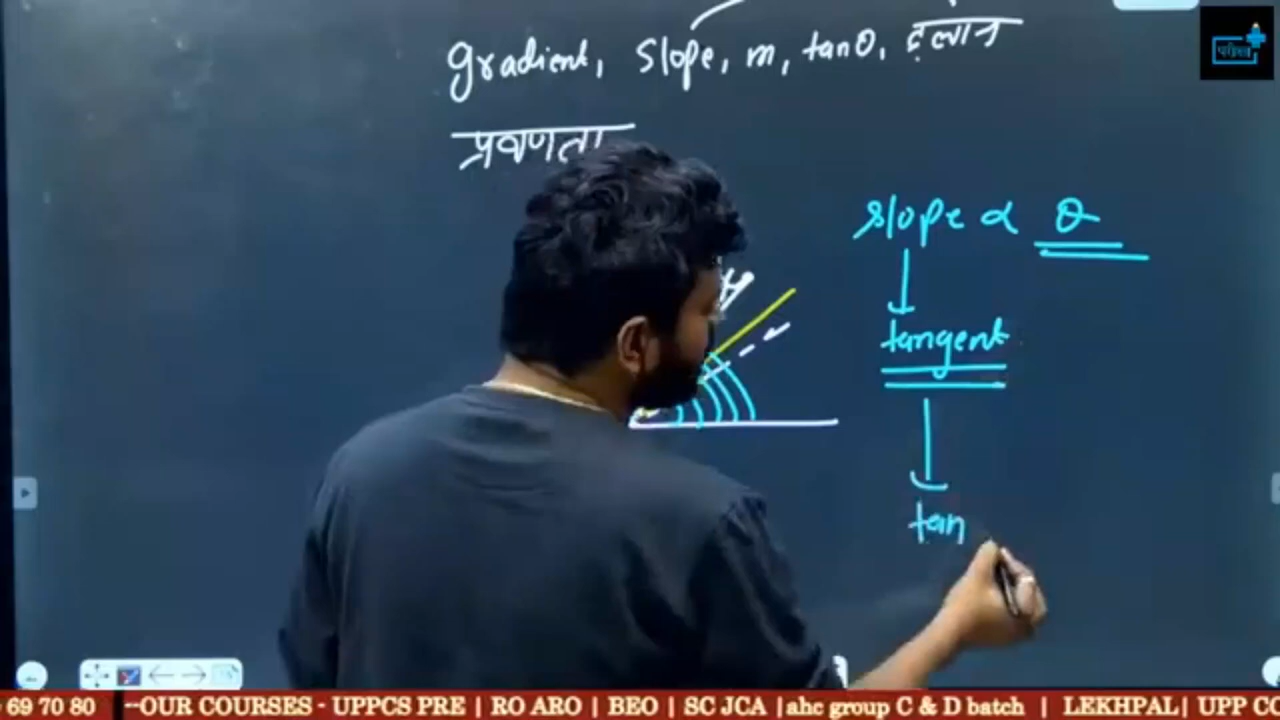 gradient, slope, m, tanθ, ढ़लान
प्रवणता
परीक्षा
slope ∝ θ
tangent
tan
69 70 80 --OUR COURSES - UPPCS PRE | RO ARO | BEO | SC JCA |ahc group C & D batch | LEKHPAL| UPP CO